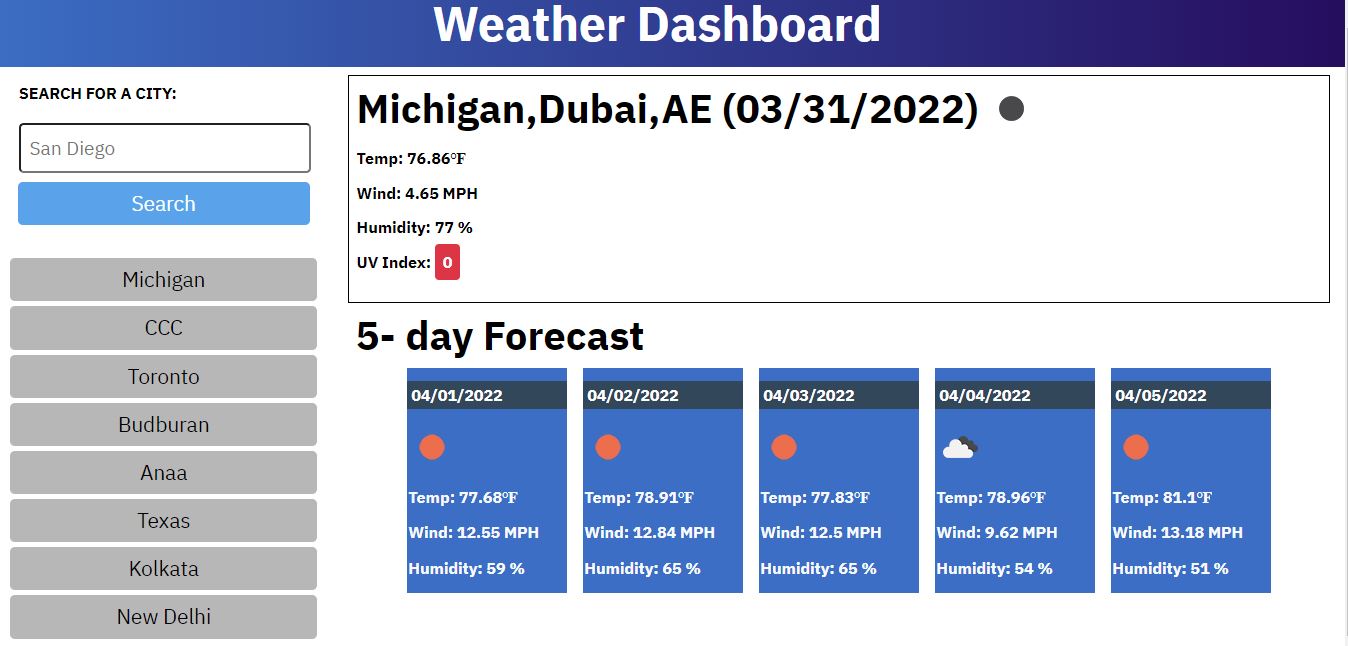 Weather Dashboard
SEARCH FOR A CITY:
San Diego
Search
Michigan
CCC
Toronto
Budburan
Anaa
Texas
Kolkata
New Delhi
Michigan,Dubai,AE (03/31/2022)
Temp: 76.86℉
Wind: 4.65 MPH
Humidity: 77 %
UV Index: 0
5- day Forecast
04/01/2022
Temp: 77.68℉
Wind: 12.55 MPH
Humidity: 59 %
04/02/2022
Temp: 78.91℉
Wind: 12.84 MPH
Humidity: 65 %
04/03/2022
Temp: 77.83℉
Wind: 12.5 MPH
Humidity: 65 %
04/04/2022
Temp: 78.96℉
Wind: 9.62 MPH
Humidity: 54 %
04/05/2022
Temp: 81.1℉
Wind: 13.18 MPH
Humidity: 51 %